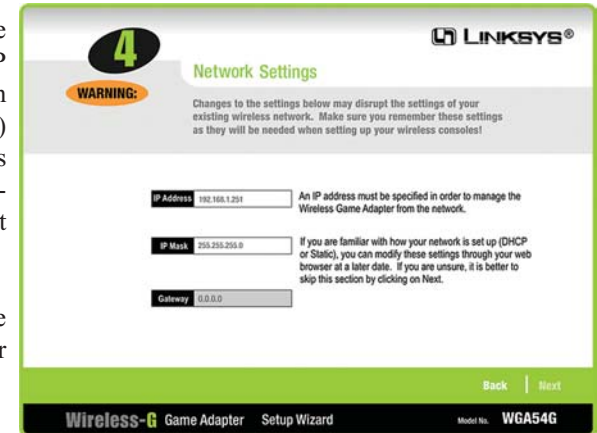 LINKSYS®
4
Network Settings
WARNING:
Changes to the settings below may disrupt the settings of your
existing wireless network. Make sure you remember these settings
as they will be needed when setting up your wireless consoles!
IP Address 192.168.1.251
An IP address must be specified in order to manage the
Wireless Game Adapter from the network.
IP Mask 255.255.255.0
If you are familiar with how your network is set up (DHCP
or Static), you can modify these settings through your web
browser at a later date. If you are unsure, it is better to
skip this section by clicking on Next.
Gateway 0.0.0.0
Back | Next
Wireless-G Game Adapter Setup Wizard Model No. WGA54G